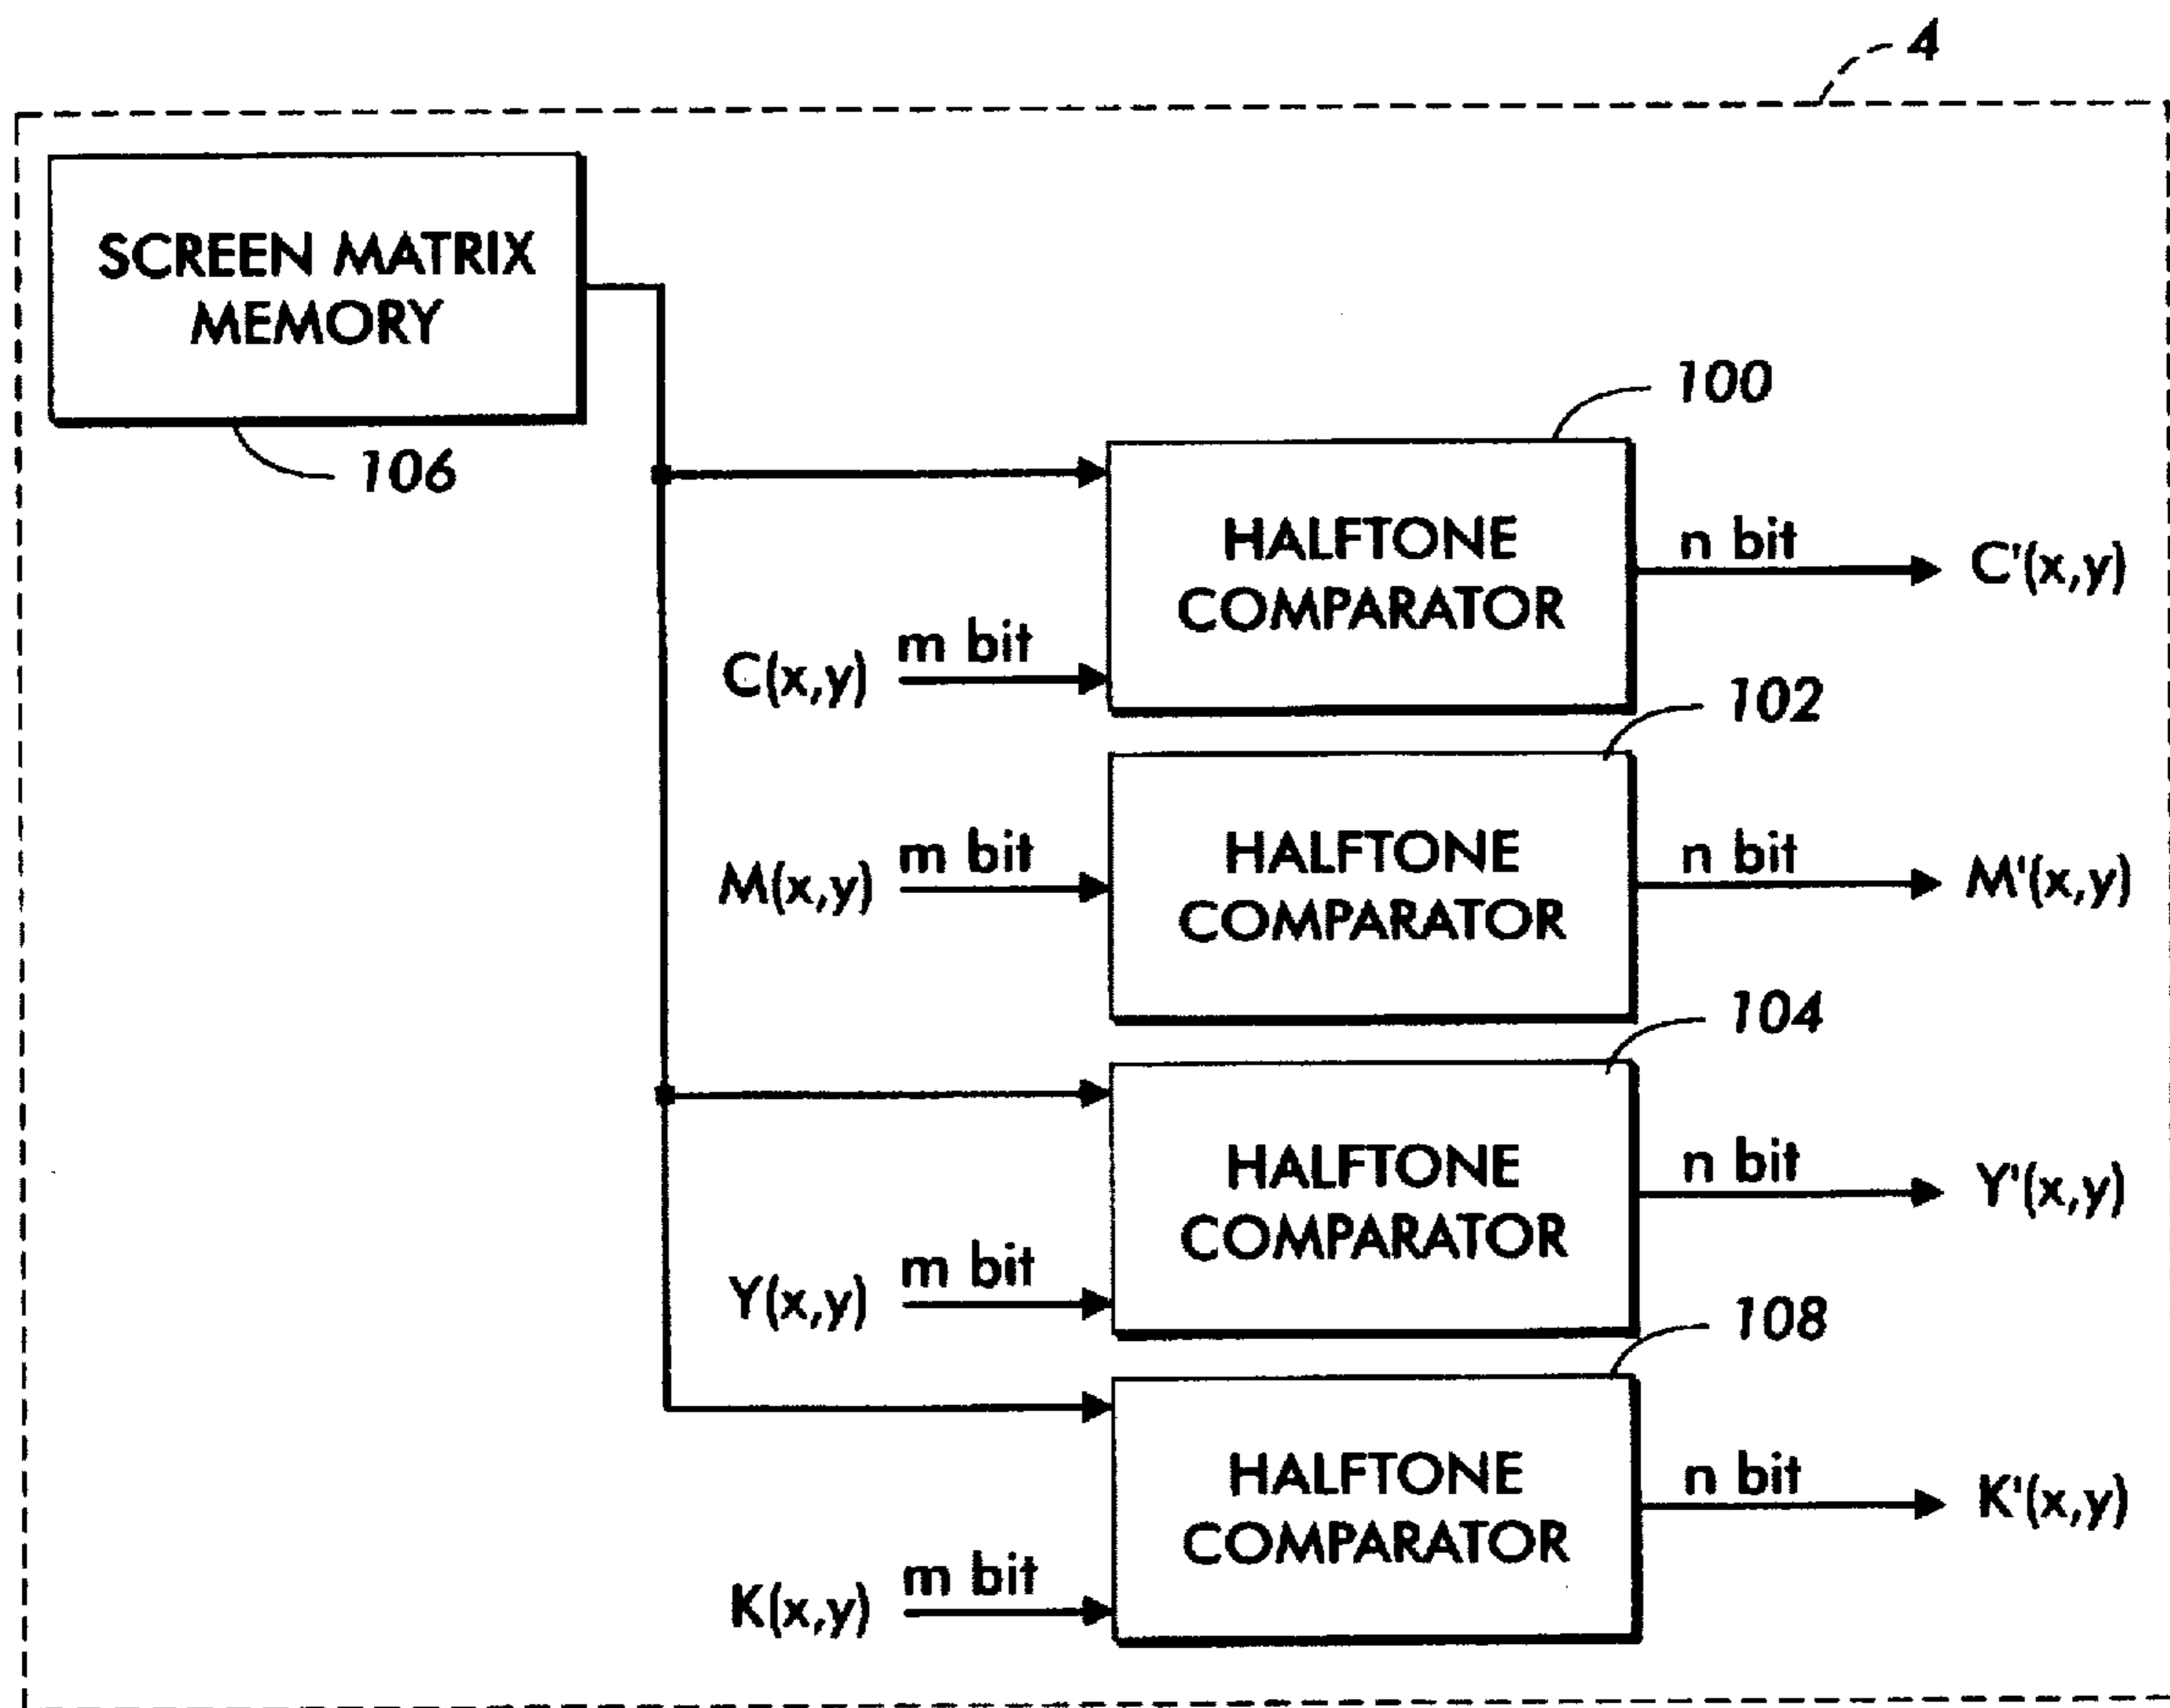 4
SCREEN MATRIX
MEMORY
106
100
HALFTONE
COMPARATOR
n bit
C'(x,y)
m bit
C(x,y)
102
HALFTONE
COMPARATOR
m bit
M(x,y)
n bit
M'(x,y)
104
HALFTONE
COMPARATOR
n bit
Y'(x,y)
m bit
Y(x,y)
108
HALFTONE
COMPARATOR
n bit
K'(x,y)
m bit
K(x,y)